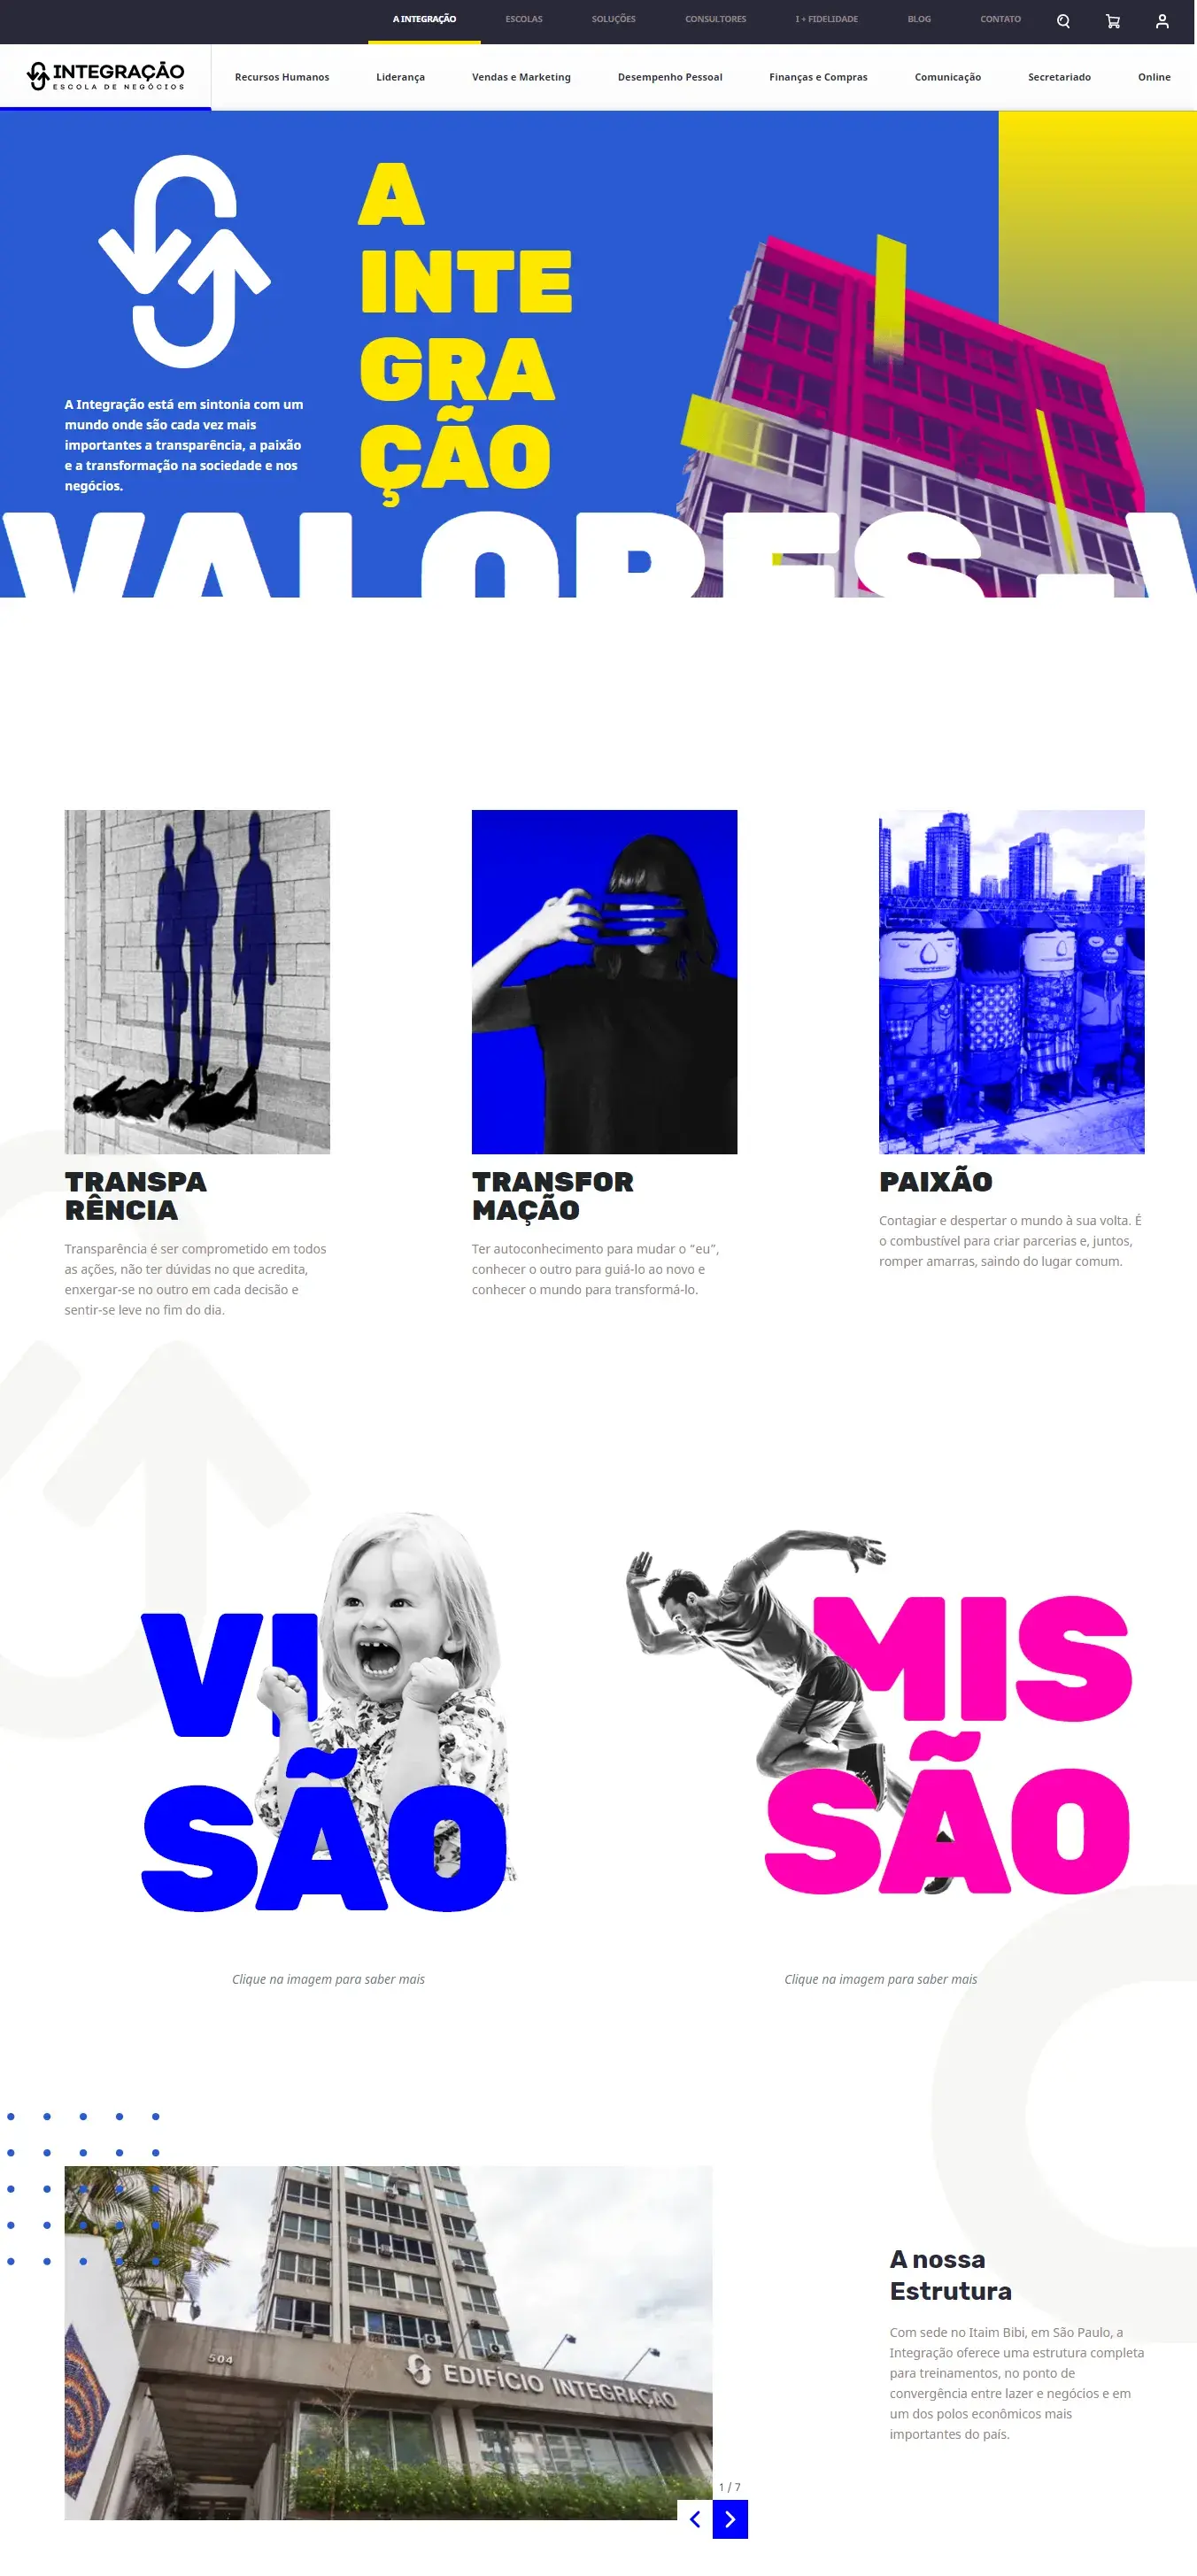 A INTEGRAÇÃO ESCOLAS SOLUÇÕES CONSULTORES I + FIDELIDADE BLOG CONTATO
INTEGRAÇÃO
ESCOLA DE NEGÓCIOS
Recursos Humanos Liderança Vendas e Marketing Desempenho Pessoal Finanças e Compras Comunicação Secretariado Online
A
INTE
GRA
ÇÃO
A Integração está em sintonia com um
mundo onde são cada vez mais
importantes a transparência, a paixão
e a transformação na sociedade e nos
negócios.
VALORES - V
TRANSPA
RÊNCIA
Transparência é ser comprometido em todos
as ações, não ter dúvidas no que acredita,
enxergar-se no outro em cada decisão e
sentir-se leve no fim do dia.
TRANSFOR
MAÇÃO
Ter autoconhecimento para mudar o “eu”,
conhecer o outro para guiá-lo ao novo e
conhecer o mundo para transformá-lo.
PAIXÃO
Contagiar e despertar o mundo à sua volta. É
o combustível para criar parcerias e, juntos,
romper amarras, saindo do lugar comum.
VI
SÃO
Clique na imagem para saber mais
MIS
SÃO
Clique na imagem para saber mais
504
EDIFÍCIO INTEGRAÇÃO
1 / 7
A nossa
Estrutura
Com sede no Itaim Bibi, em São Paulo, a
Integração oferece uma estrutura completa
para treinamentos, no ponto de
convergência entre lazer e negócios e em
um dos polos econômicos mais
importantes do país.